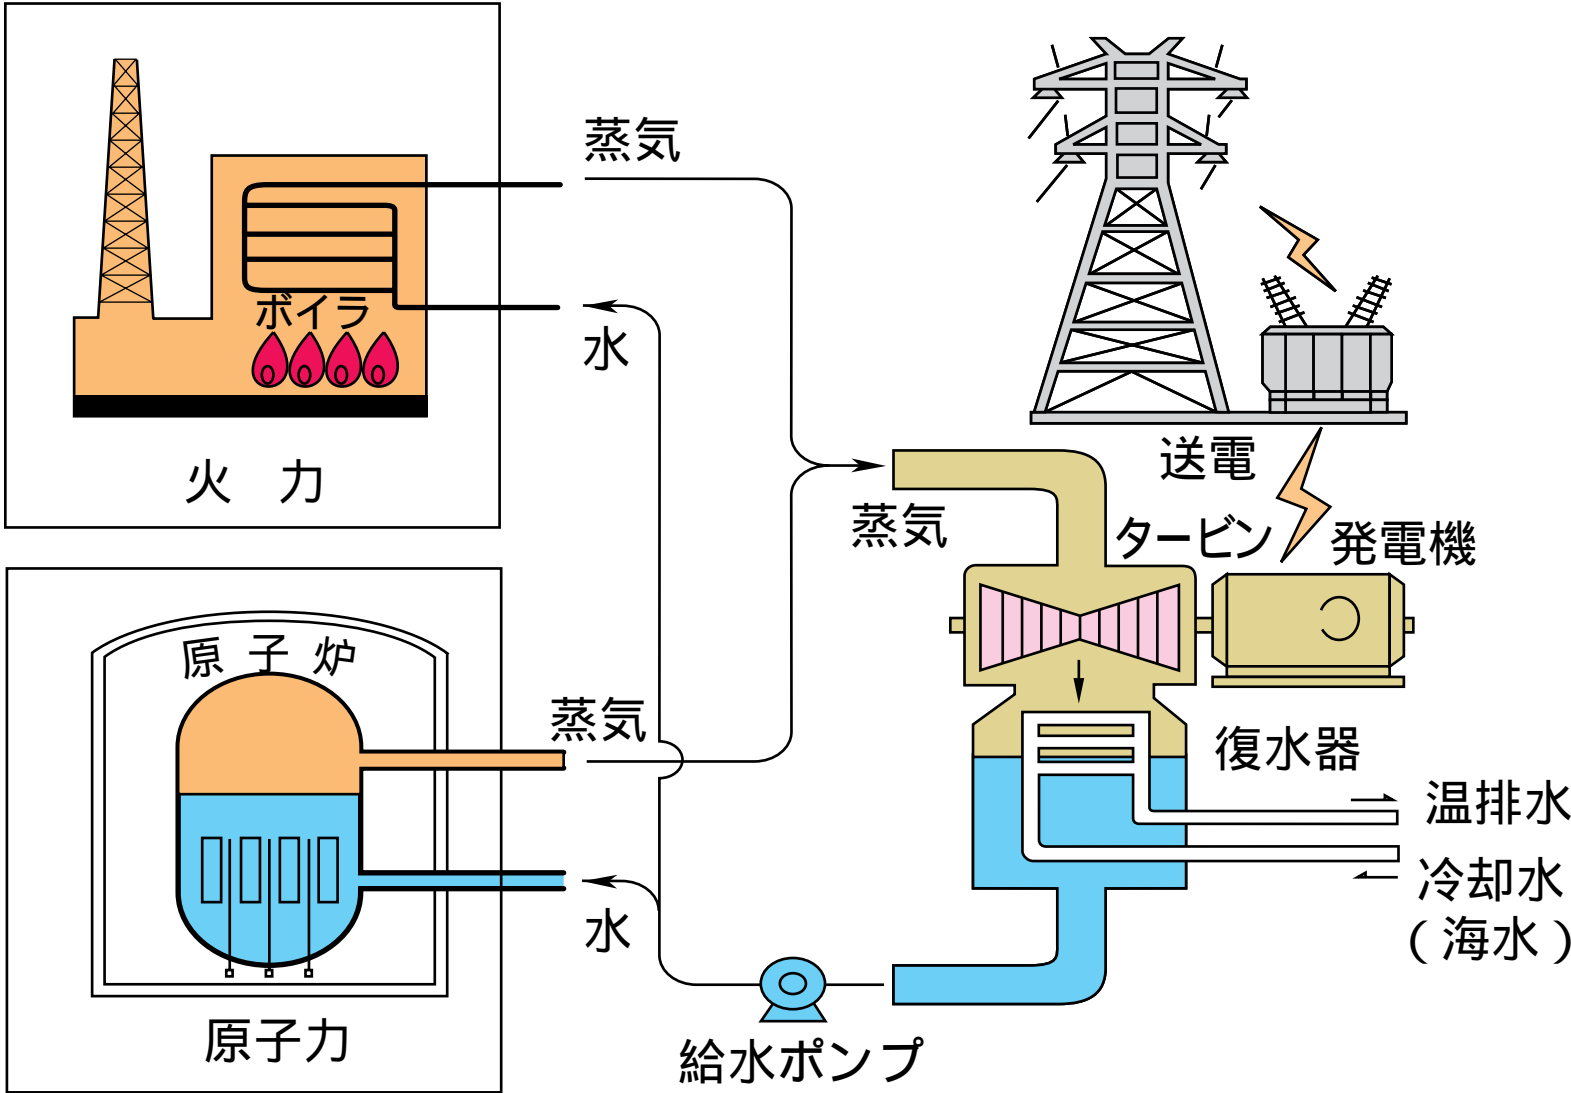 蒸気
ボイラ
水
火 力
送電
蒸気
タービン
発電機
原 子 炉
蒸気
復水器
温排水
冷却水
(海水)
水
原子力
給水ポンプ